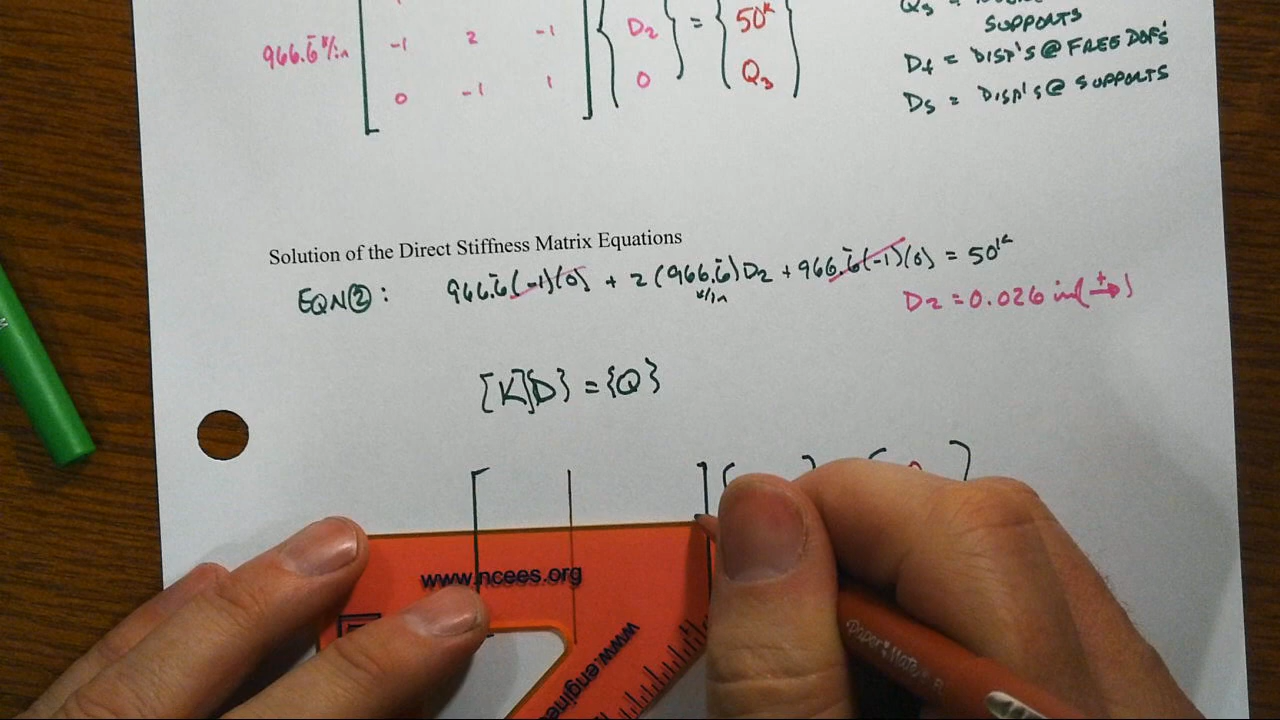 Q₃ =
SUPPORTS
966.6̄ k/in [ -1 2 -1 ] { D₂ } = { 50ᴷ }
0 -1 1 0 Q₃
D_f = DISP'S @ FREE DOF'S
D_s = DISP'S @ SUPPORTS
Solution of the Direct Stiffness Matrix Equations
EQN②: 966.6̄(-1)(0) + 2(966.6̄)D₂ + 966.6̄(-1)(0) = 50ᴷ
k/in
D₂ = 0.026 in(+→)
[K]{D} = {Q}
www.ncees.org
www.engine
Paper:Mate